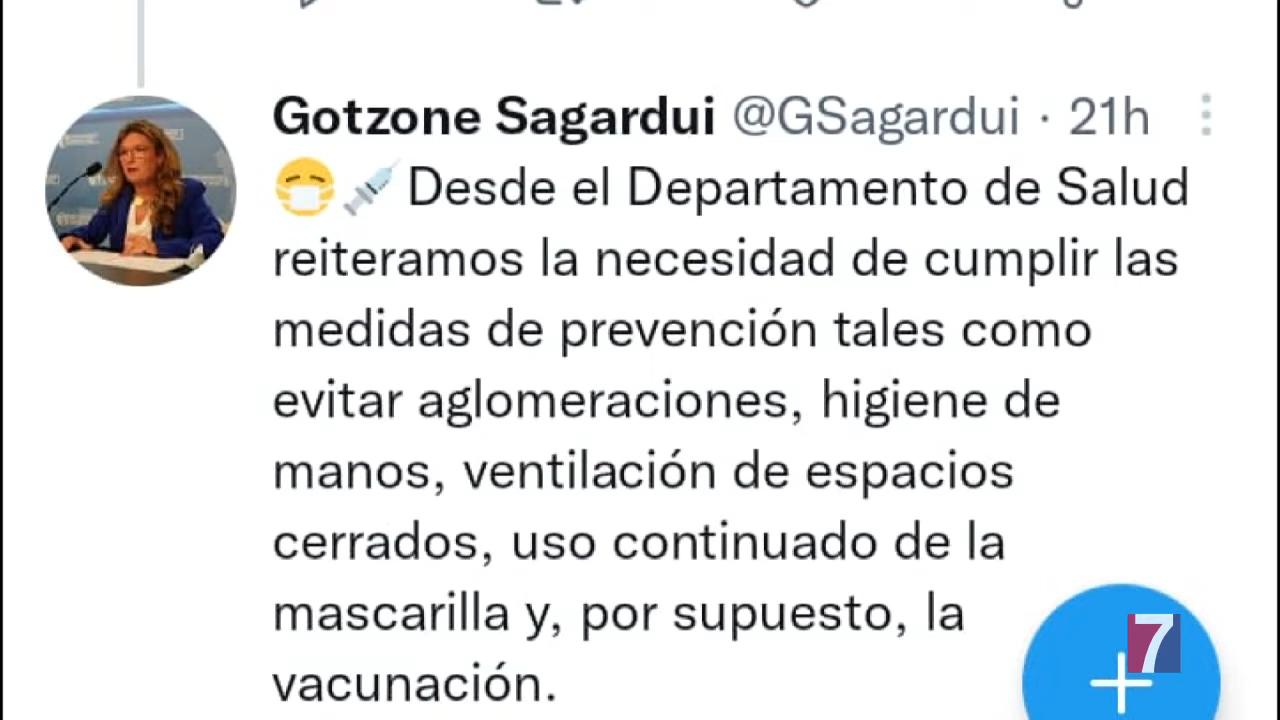 Gotzone Sagardui @GSagardui · 21h
😷💉 Desde el Departamento de Salud
reiteramos la necesidad de cumplir las
medidas de prevención tales como
evitar aglomeraciones, higiene de
manos, ventilación de espacios
cerrados, uso continuado de la
mascarilla y, por supuesto, la
vacunación.
7